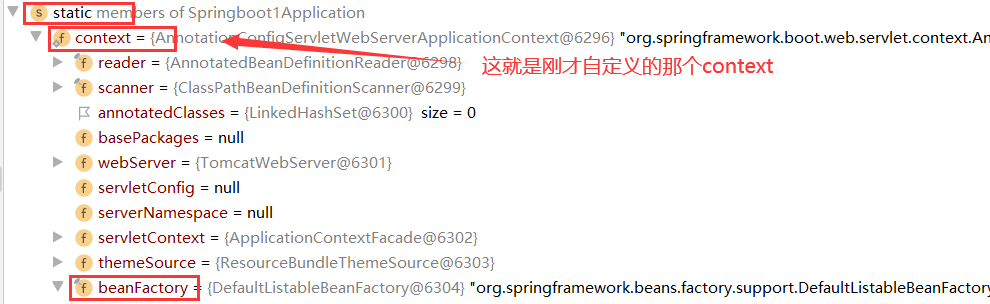 static members of Springboot1Application
context = {AnnotationConfigServletWebServerApplicationContext@6296} "org.springframework.boot.web.servlet.context.An
reader = {AnnotatedBeanDefinitionReader@6298}
这就是刚才自定义的那个context
scanner = {ClassPathBeanDefinitionScanner@6299}
annotatedClasses = {LinkedHashSet@6300} size = 0
basePackages = null
webServer = {TomcatWebServer@6301}
servletConfig = null
serverNamespace = null
servletContext = {ApplicationContextFacade@6302}
themeSource = {ResourceBundleThemeSource@6303}
beanFactory = {DefaultListableBeanFactory@6304} "org.springframework.beans.factory.support.DefaultListableBeanFactory